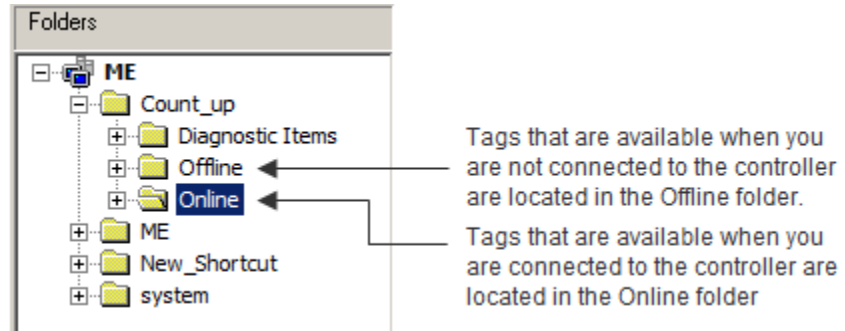 Folders
ME
Count_up
Diagnostic Items
Offline
Online
ME
New_Shortcut
system
Tags that are available when you
are not connected to the controller
are located in the Offline folder.
Tags that are available when you
are connected to the controller are
located in the Online folder